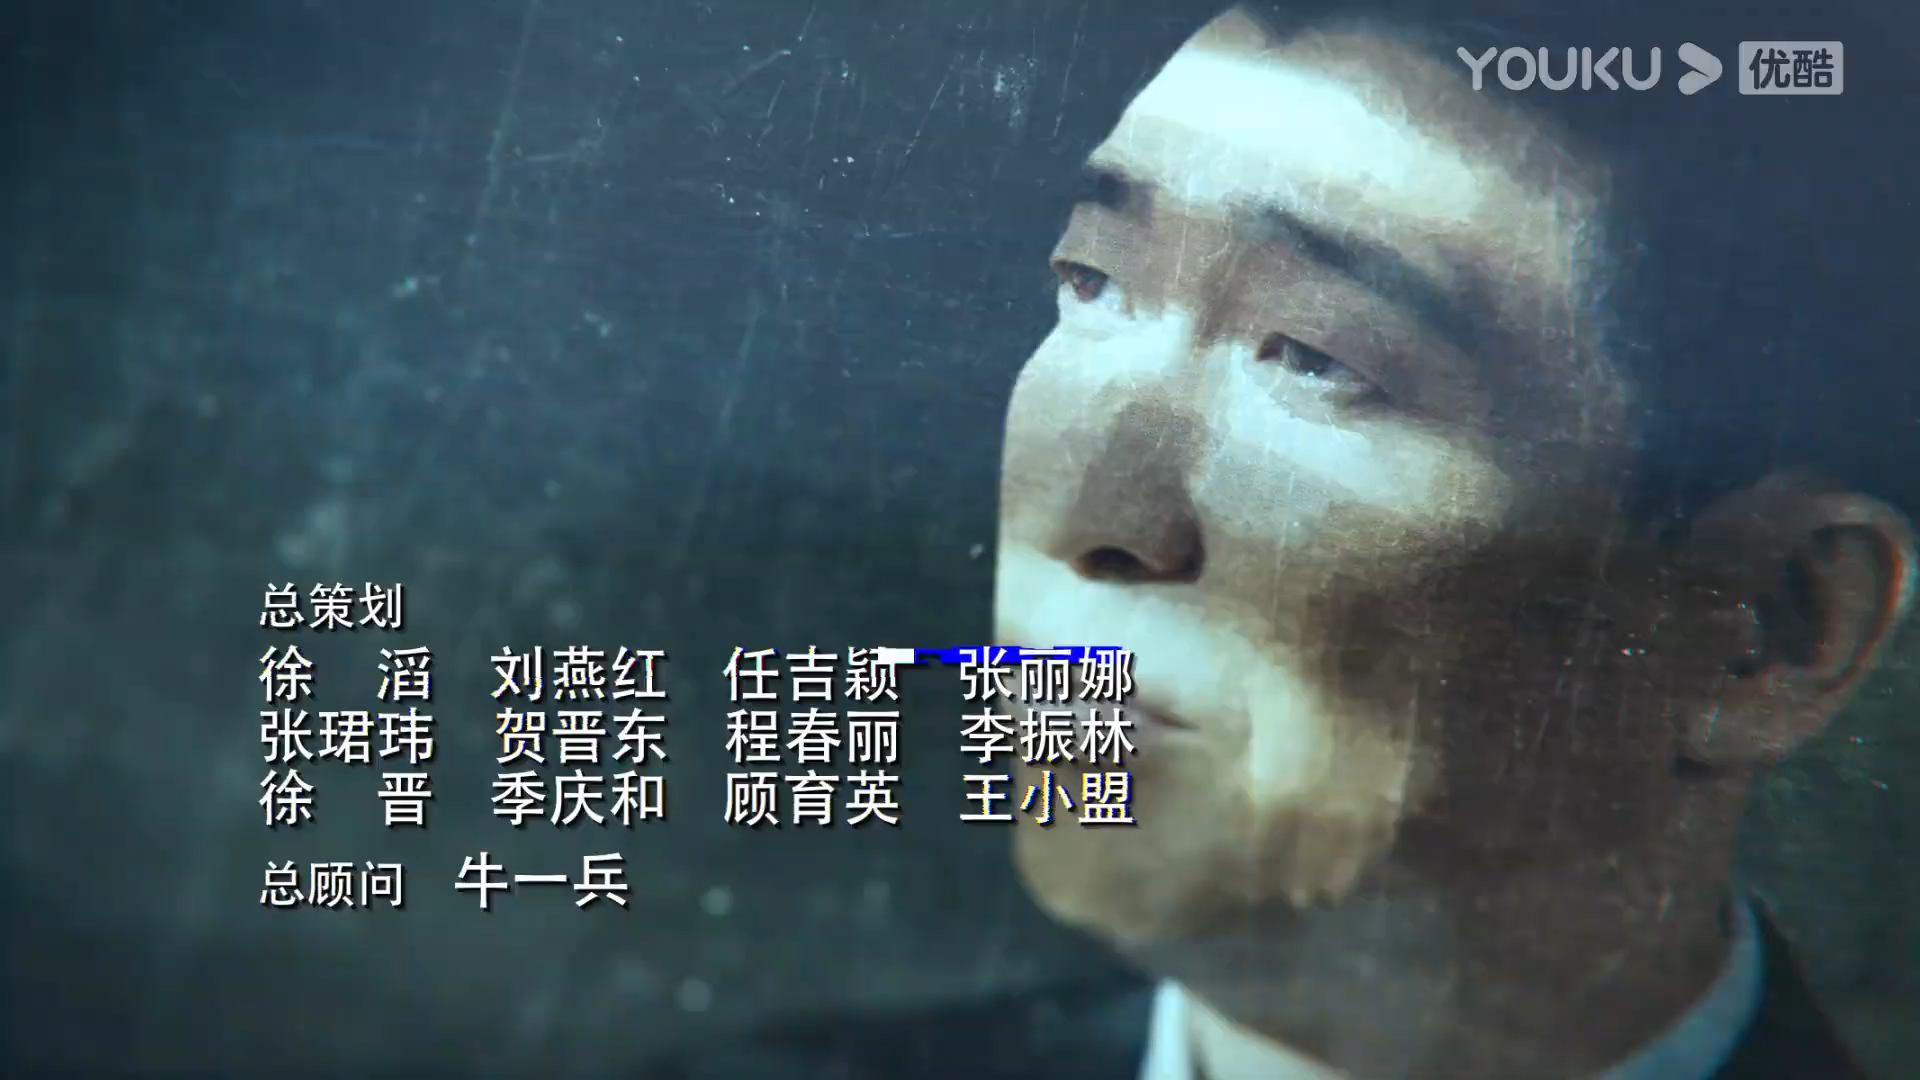 YOUKU 优酷
总策划
徐 滔 刘燕红 任吉颖 张丽娜
张珺玮 贺晋东 程春丽 李振林
徐 晋 季庆和 顾育英 王小盟
总顾问 牛一兵